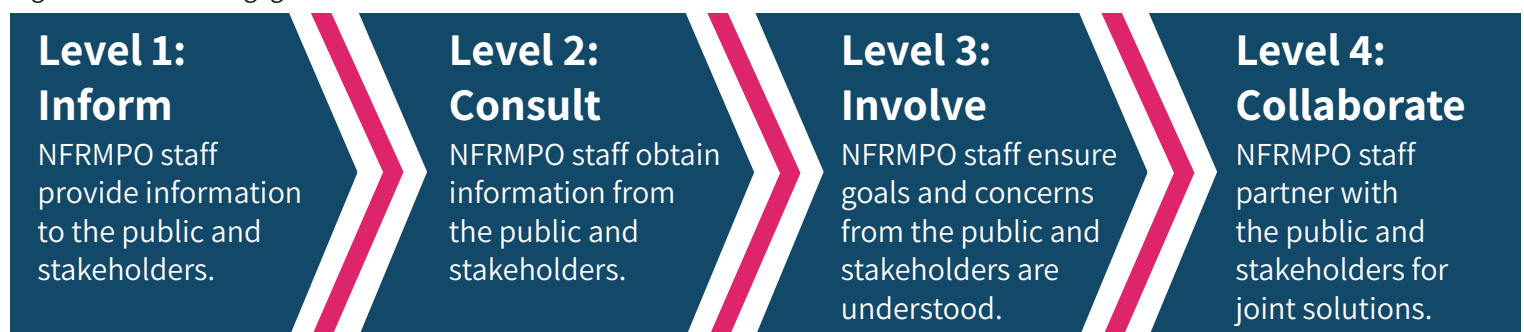 Level 1:
Inform
NFRMPO staff
provide information
to the public and
stakeholders.
Level 2:
Consult
NFRMPO staff obtain
information from
the public and
stakeholders.
Level 3:
Involve
NFRMPO staff ensure
goals and concerns
from the public and
stakeholders are
understood.
Level 4:
Collaborate
NFRMPO staff
partner with
the public and
stakeholders for
joint solutions.